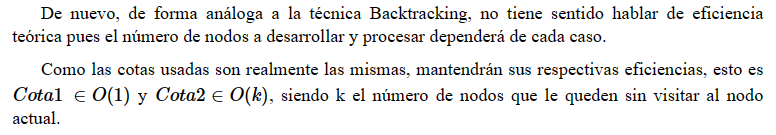 De nuevo, de forma análoga a la técnica Backtracking, no tiene sentido hablar de eficiencia
teórica pues el número de nodos a desarrollar y procesar dependerá de cada caso.
Como las cotas usadas son realmente las mismas, mantendrán sus respectivas eficiencias, esto es
Cota1 ∈ O(1) y Cota2 ∈ O(k), siendo k el número de nodos que le queden sin visitar al nodo
actual.